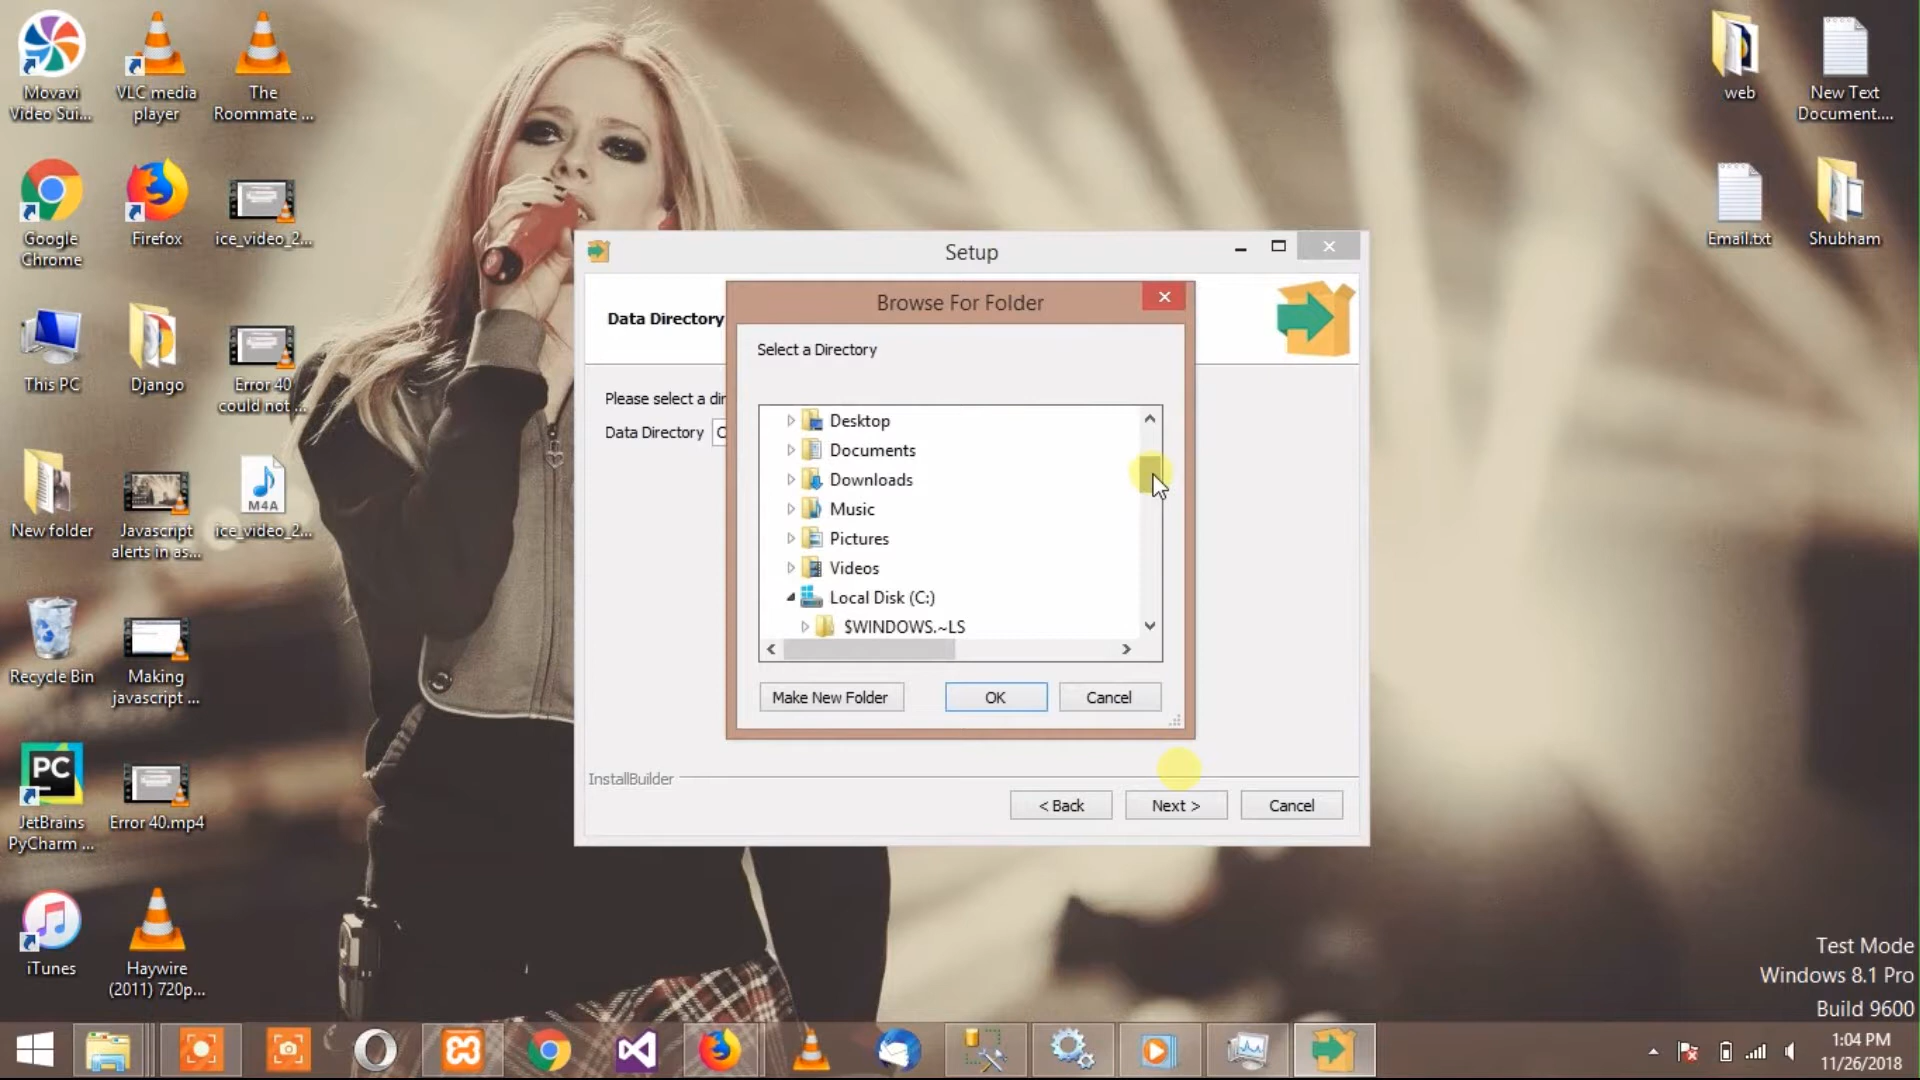 Movavi
Video Sui...
VLC media
player
The
Roommate ...
web
New Text
Document....
Google
Chrome
Firefox
ice_video_2...
Email.txt
Shubham
This PC
Django
Error 40
could not ...
New folder
Javascript
alerts in as...
M4A
ice_video_2...
Recycle Bin
Making
javascript ...
PC
JetBrains
PyCharm ...
Error 40.mp4
iTunes
Haywire
(2011) 720p...
Setup
Data Directory
Please select a dir
Data Directory
C
Browse For Folder
Select a Directory
Desktop
Documents
Downloads
Music
Pictures
Videos
Local Disk (C:)
$WINDOWS.~LS
Make New Folder
OK
Cancel
InstallBuilder
< Back
Next >
Cancel
Test Mode
Windows 8.1 Pro
Build 9600
1:04 PM
11/26/2018